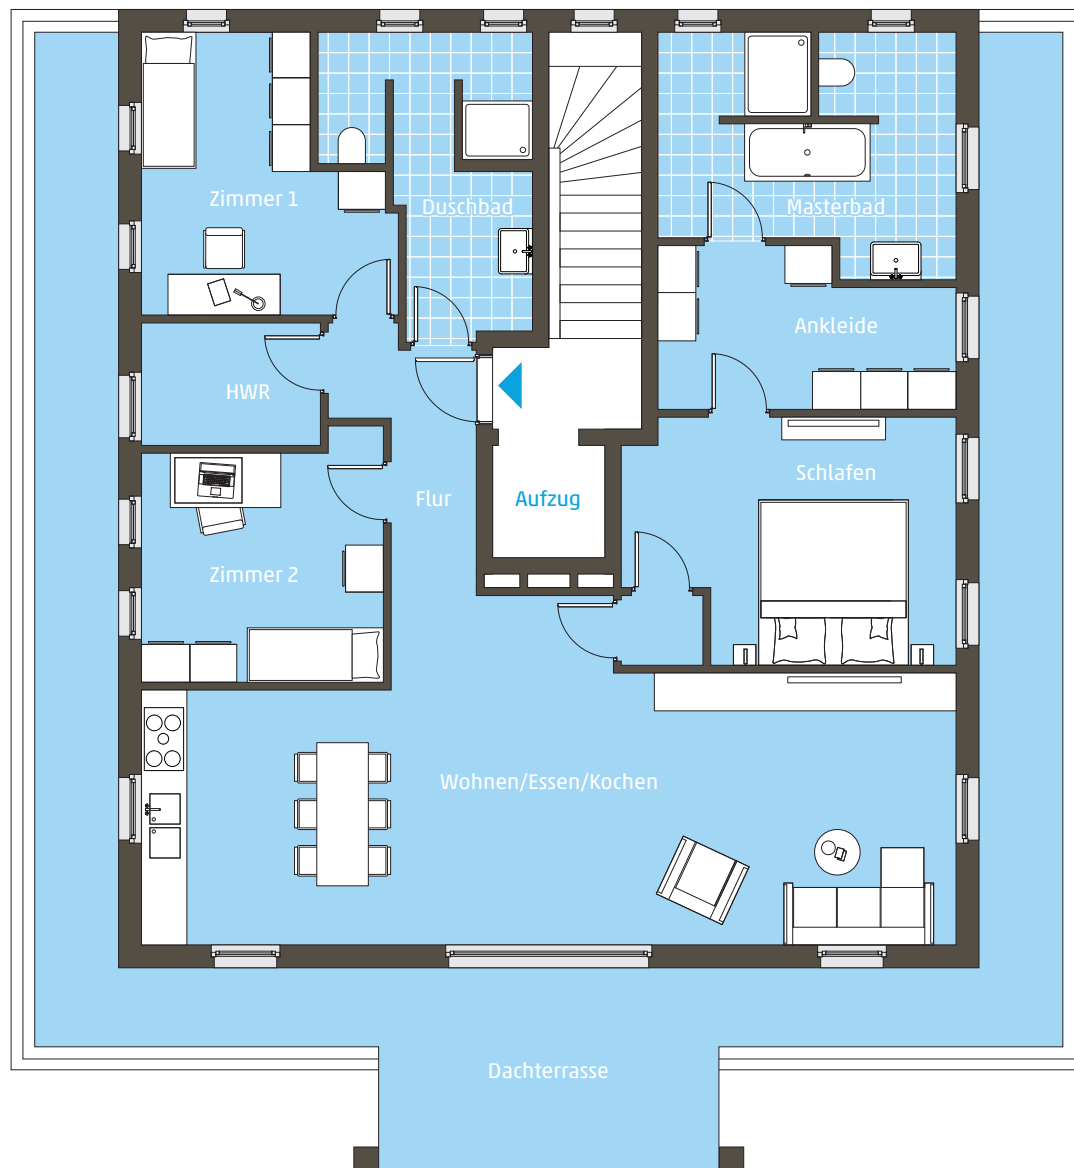 Zimmer 1
Duschbad
Masterbad
Ankleide
HWR
Schlafen
Flur
Aufzug
Zimmer 2
Wohnen/Essen/Kochen
Dachterrasse